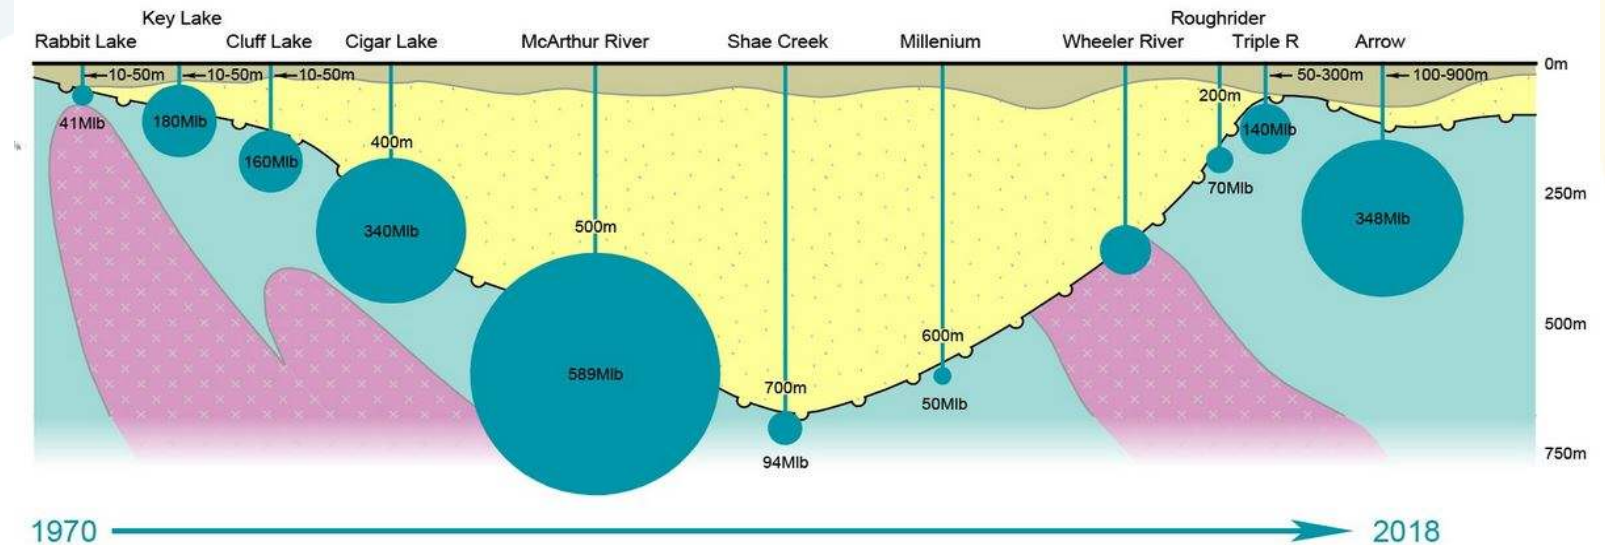 Key Lake
Roughrider
Rabbit Lake
Cluff Lake
Cigar Lake
McArthur River
Shae Creek
Millenium
Wheeler River
Triple R
Arrow
0m
10-50m
10-50m
10-50m
50-300m
100-900m
200m
41Mlb
180Mlb
140Mlb
400m
160Mlb
70Mlb
250m
340Mlb
500m
348Mlb
500m
600m
589Mlb
700m
50Mlb
750m
94Mlb
1970
2018